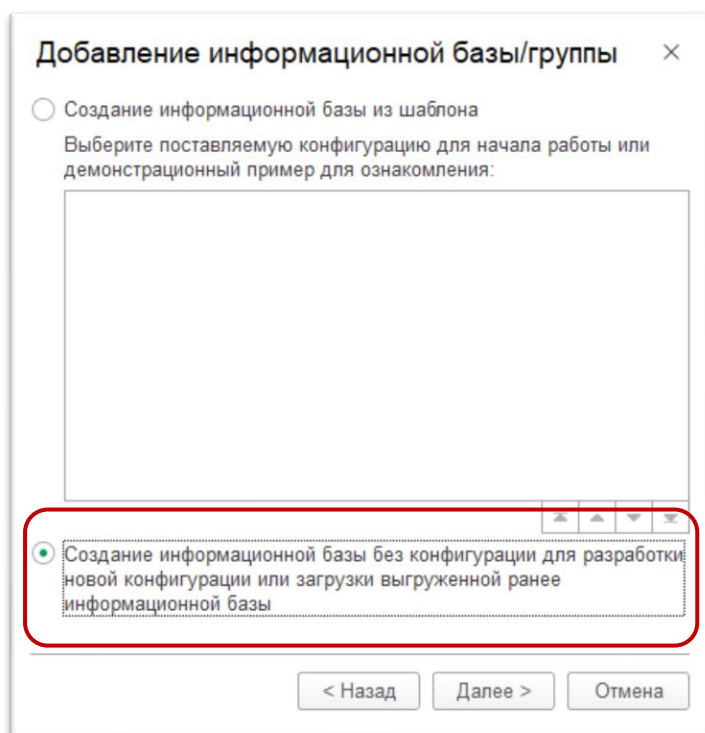 Добавление информационной базы/группы
Создание информационной базы из шаблона
Выберите поставляемую конфигурацию для начала работы или
демонстрационный пример для ознакомления:
Создание информационной базы без конфигурации для разработки
новой конфигурации или загрузки выгруженной ранее
информационной базы
< Назад
Далее >
Отмена